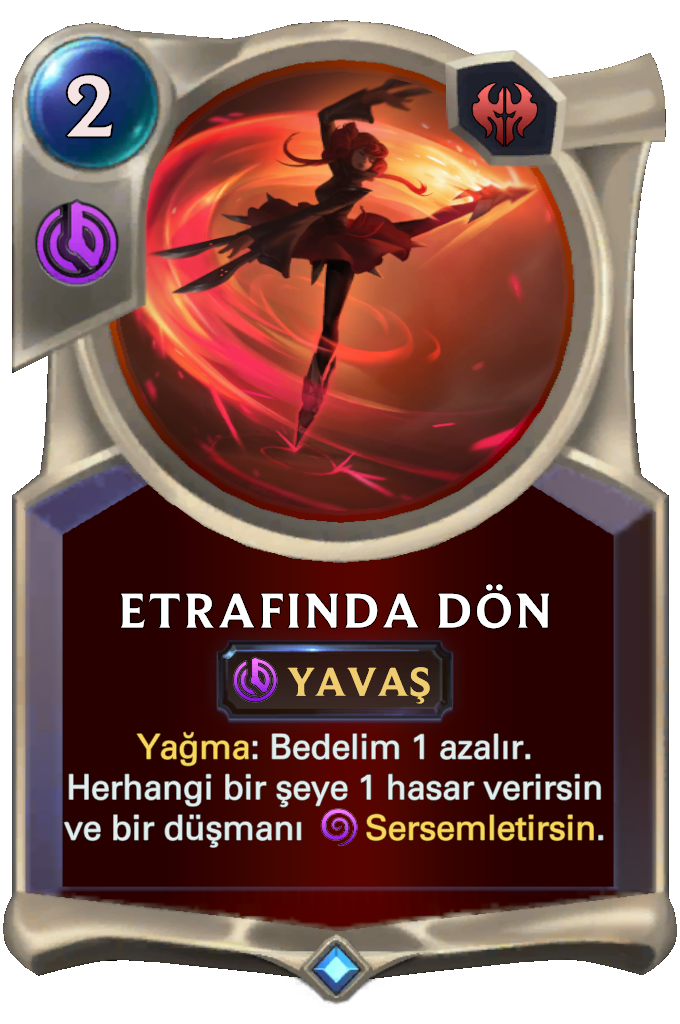 2
ETRAFINDA DÖN
YAVAŞ
Yağma: Bedelim 1 azalır.
Herhangi bir şeye 1 hasar verirsin
ve bir düşmanı Sersemletirsin.